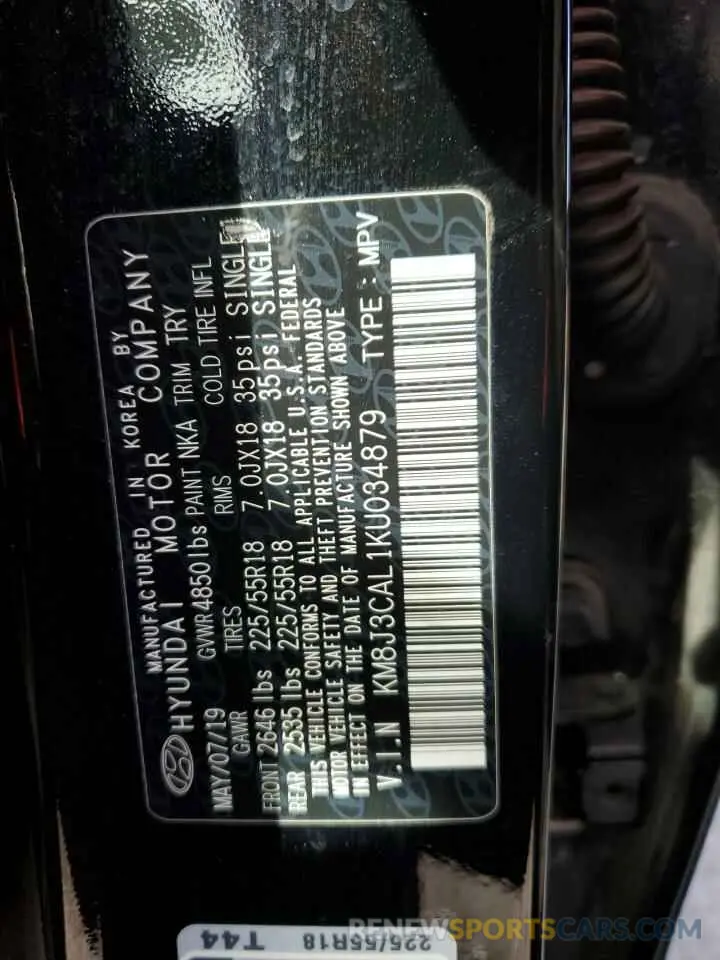 MANUFACTURED IN KOREA BY
HYUNDAI MOTOR COMPANY
MAY/07/19 GVWR4850lbs PAINT NKA TRIM TRY
GAWR TIRES RIMS COLD TIRE INFL
FRONT 2646 lbs 225/55R18 7.0JX18 35psi SINGLE
REAR 2535 lbs 225/55R18 7.0JX18 35psi SINGLE
THIS VEHICLE CONFORMS TO ALL APPLICABLE U.S.A. FEDERAL
MOTOR VEHICLE SAFETY AND THEFT PREVENTION STANDARDS
IN EFFECT ON THE DATE OF MANUFACTURE SHOWN ABOVE
V.I.N KM8J3CAL1KU034879 TYPE : MPV
T44
225/55R18
RENEWSPORTSCARS.COM